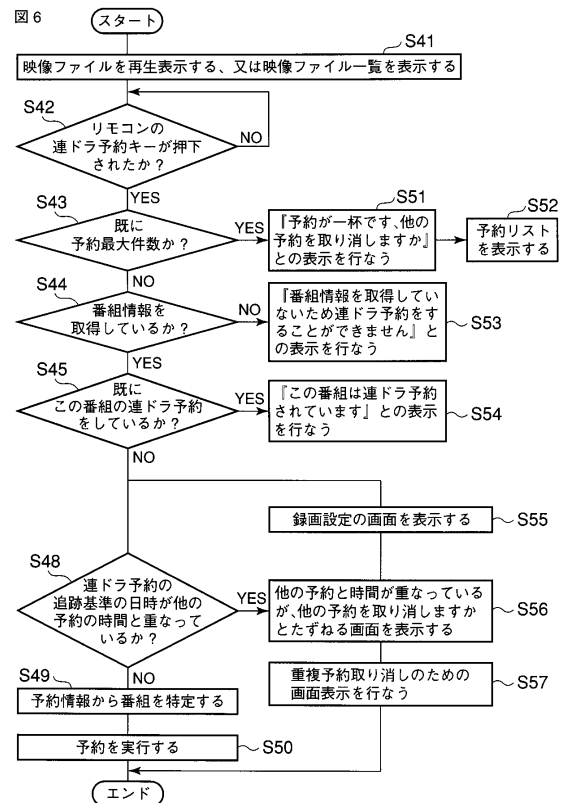 図6
スタート
S41
映像ファイルを再生表示する、又は映像ファイル一覧を表示する
S42
リモコンの
連ドラ予約キーが押下
されたか?
NO
YES
S43
既に
予約最大件数か?
YES
S51
『予約が一杯です、他の
予約を取り消しますか』
との表示を行なう
S52
予約リスト
を表示する
NO
S44
番組情報を
取得しているか?
NO
『番組情報を取得してい
ないため連ドラ予約をす
ることができません』と
の表示を行なう
S53
YES
S45
既に
この番組の連ドラ予約
をしているか?
YES
『この番組は連ドラ予約
されています』との表示
を行なう
S54
NO
録画設定の画面を表示する
S55
S48
連ドラ予約の
追跡基準の日時が他の
予約の時間と重なって
いるか?
YES
他の予約と時間が重なっている
が、他の予約を取り消しますか
とたずねる画面を表示する
S56
NO
重複予約取り消しのための
画面表示を行なう
S57
S49
予約情報から番組を特定する
予約を実行する
S50
エンド